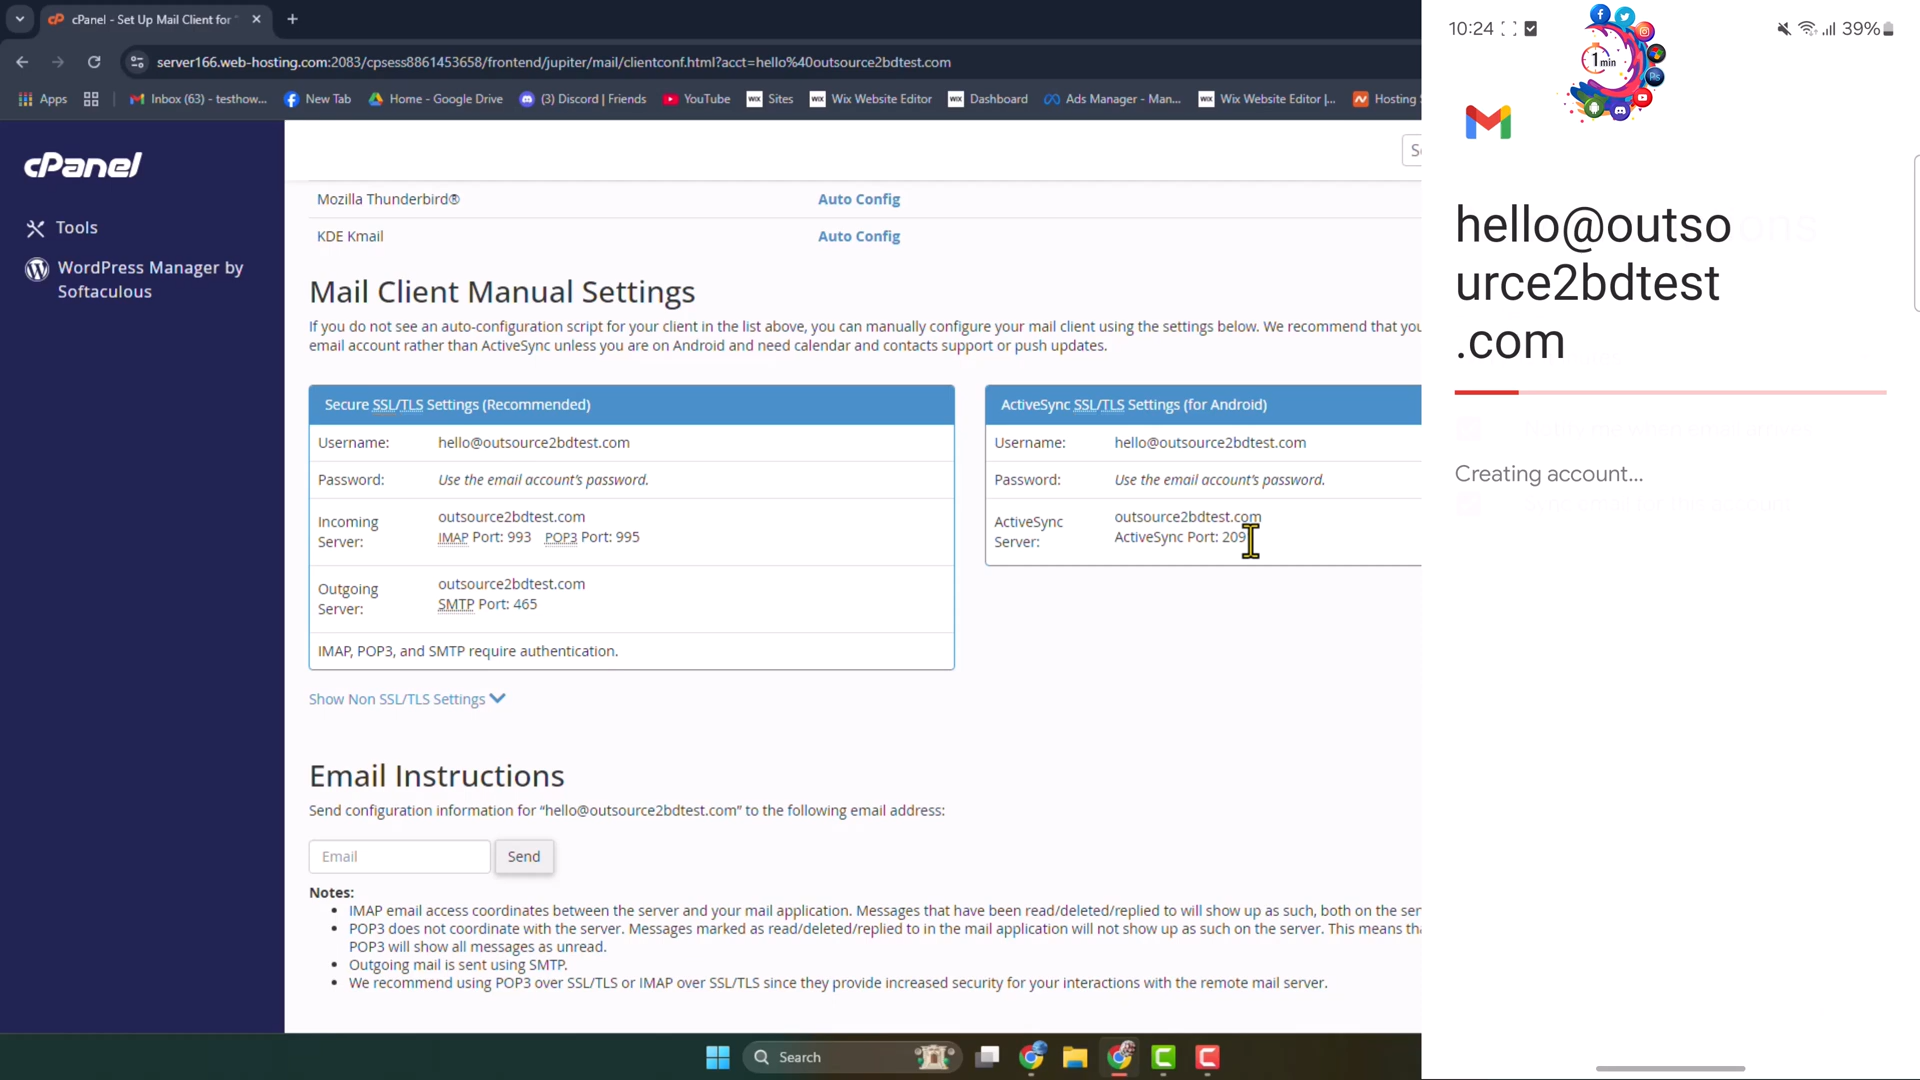 cPanel - Set Up Mail Client for
server166.web-hosting.com:2083/cpsess8861453658/frontend/jupiter/mail/clientconf.html?acct=hello%40outsource2bdtest.com
Apps
Inbox (63) - testhow...
New Tab
Home - Google Drive
(3) Discord | Friends
YouTube
Sites
Wix Website Editor
Dashboard
Ads Manager - Man...
Wix Website Editor |...
Hosting
cPanel
Tools
WordPress Manager by
Softaculous
Mozilla Thunderbird®
Auto Config
KDE Kmail
Auto Config
Mail Client Manual Settings
If you do not see an auto-configuration script for your client in the list above, you can manually configure your mail client using the settings below. We recommend that you
email account rather than ActiveSync unless you are on Android and need calendar and contacts support or push updates.
Secure SSL/TLS Settings (Recommended)
Username: hello@outsource2bdtest.com
Password: Use the email account's password.
Incoming
Server:
outsource2bdtest.com
IMAP Port: 993 POP3 Port: 995
Outgoing
Server:
outsource2bdtest.com
SMTP Port: 465
IMAP, POP3, and SMTP require authentication.
ActiveSync SSL/TLS Settings (for Android)
Username: hello@outsource2bdtest.com
Password: Use the email account's password.
ActiveSync
Server:
outsource2bdtest.com
ActiveSync Port: 209
Show Non SSL/TLS Settings
Email Instructions
Send configuration information for “hello@outsource2bdtest.com” to the following email address:
Email
Send
Notes:
IMAP email access coordinates between the server and your mail application. Messages that have been read/deleted/replied to will show up as such, both on the ser
POP3 does not coordinate with the server. Messages marked as read/deleted/replied to in the mail application will not show up as such on the server. This means th
POP3 will show all messages as unread.
Outgoing mail is sent using SMTP.
We recommend using POP3 over SSL/TLS or IMAP over SSL/TLS since they provide increased security for your interactions with the remote mail server.
Search
10:24
39%
1 min
hello@outso
urce2bdtest
.com
Creating account...